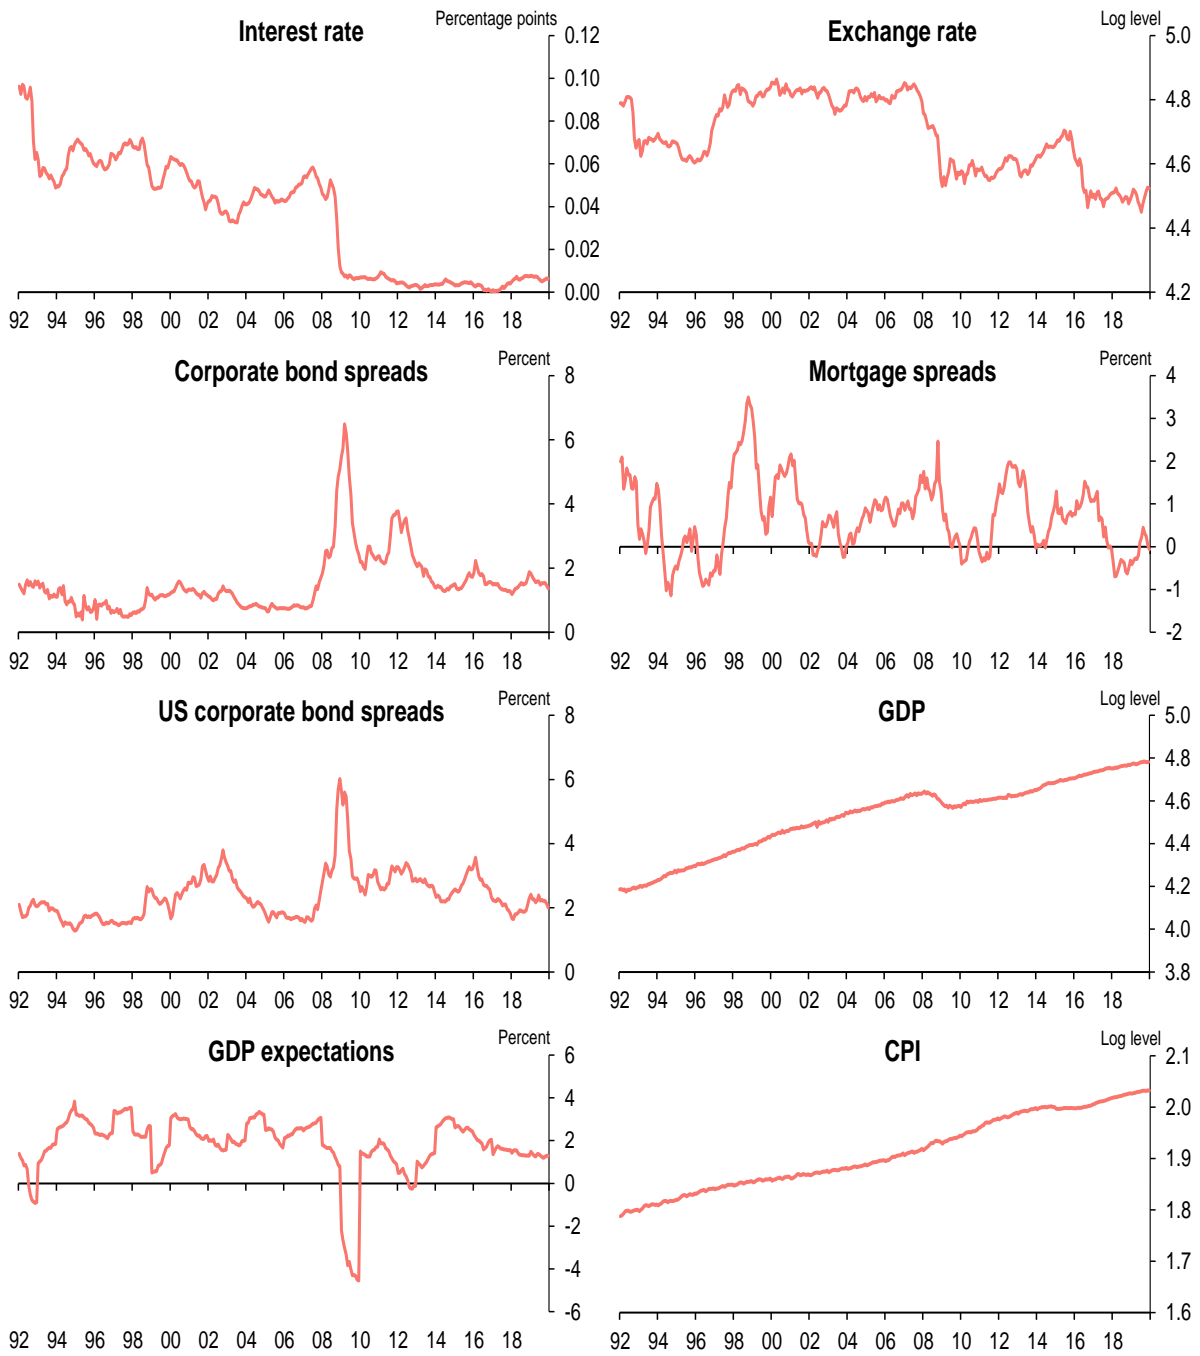 Interest rate
Percentage points
0.12
0.10
0.08
0.06
0.04
0.02
0.00
92 94 96 98 00 02 04 06 08 10 12 14 16 18
Exchange rate
Log level
5.0
4.8
4.6
4.4
4.2
92 94 96 98 00 02 04 06 08 10 12 14 16 18
Corporate bond spreads
Percent
8
6
4
2
0
92 94 96 98 00 02 04 06 08 10 12 14 16 18
Mortgage spreads
Percent
4
3
2
1
0
-1
-2
92 94 96 98 00 02 04 06 08 10 12 14 16 18
US corporate bond spreads
Percent
8
6
4
2
0
92 94 96 98 00 02 04 06 08 10 12 14 16 18
GDP
Log level
5.0
4.8
4.6
4.4
4.2
4.0
3.8
92 94 96 98 00 02 04 06 08 10 12 14 16 18
GDP expectations
Percent
6
4
2
0
-2
-4
-6
92 94 96 98 00 02 04 06 08 10 12 14 16 18
CPI
Log level
2.1
2.0
1.9
1.8
1.7
1.6
92 94 96 98 00 02 04 06 08 10 12 14 16 18